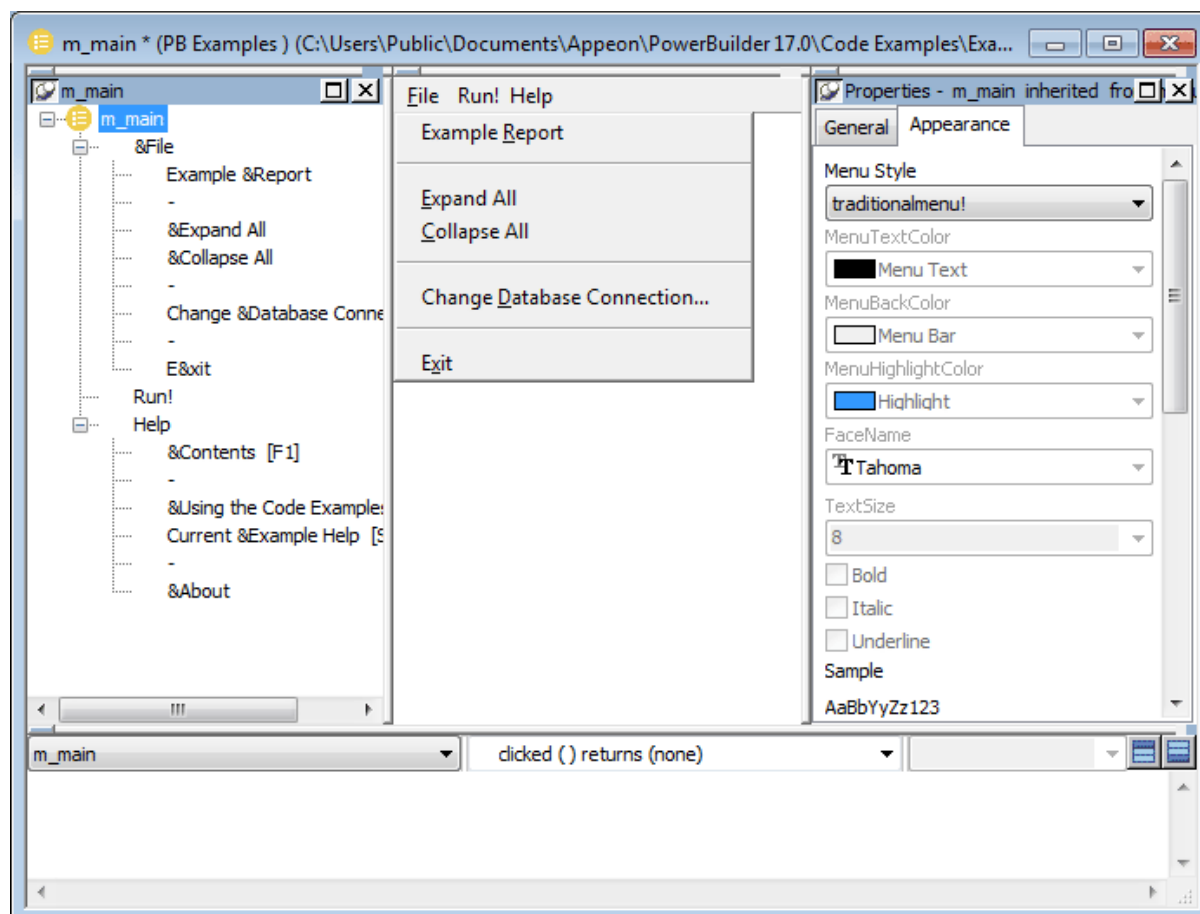 m_main * (PB Examples ) (C:\Users\Public\Documents\Appeon\PowerBuilder 17.0\Code Examples\Exa...
m_main
m_main
&File
Example &Report
-
&Expand All
&Collapse All
-
Change &Database Conne
-
E&xit
Run!
Help
&Contents [F1]
-
&Using the Code Examples
Current &Example Help [S
-
&About
File Run! Help
Example Report
Expand All
Collapse All
Change Database Connection...
Exit
Properties - m_main inherited fro
General Appearance
Menu Style
traditionalmenu!
MenuTextColor
Menu Text
MenuBackColor
Menu Bar
MenuHighlightColor
Highlight
FaceName
Tahoma
TextSize
8
Bold
Italic
Underline
Sample
AaBbYyZz123
m_main
clicked ( ) returns (none)